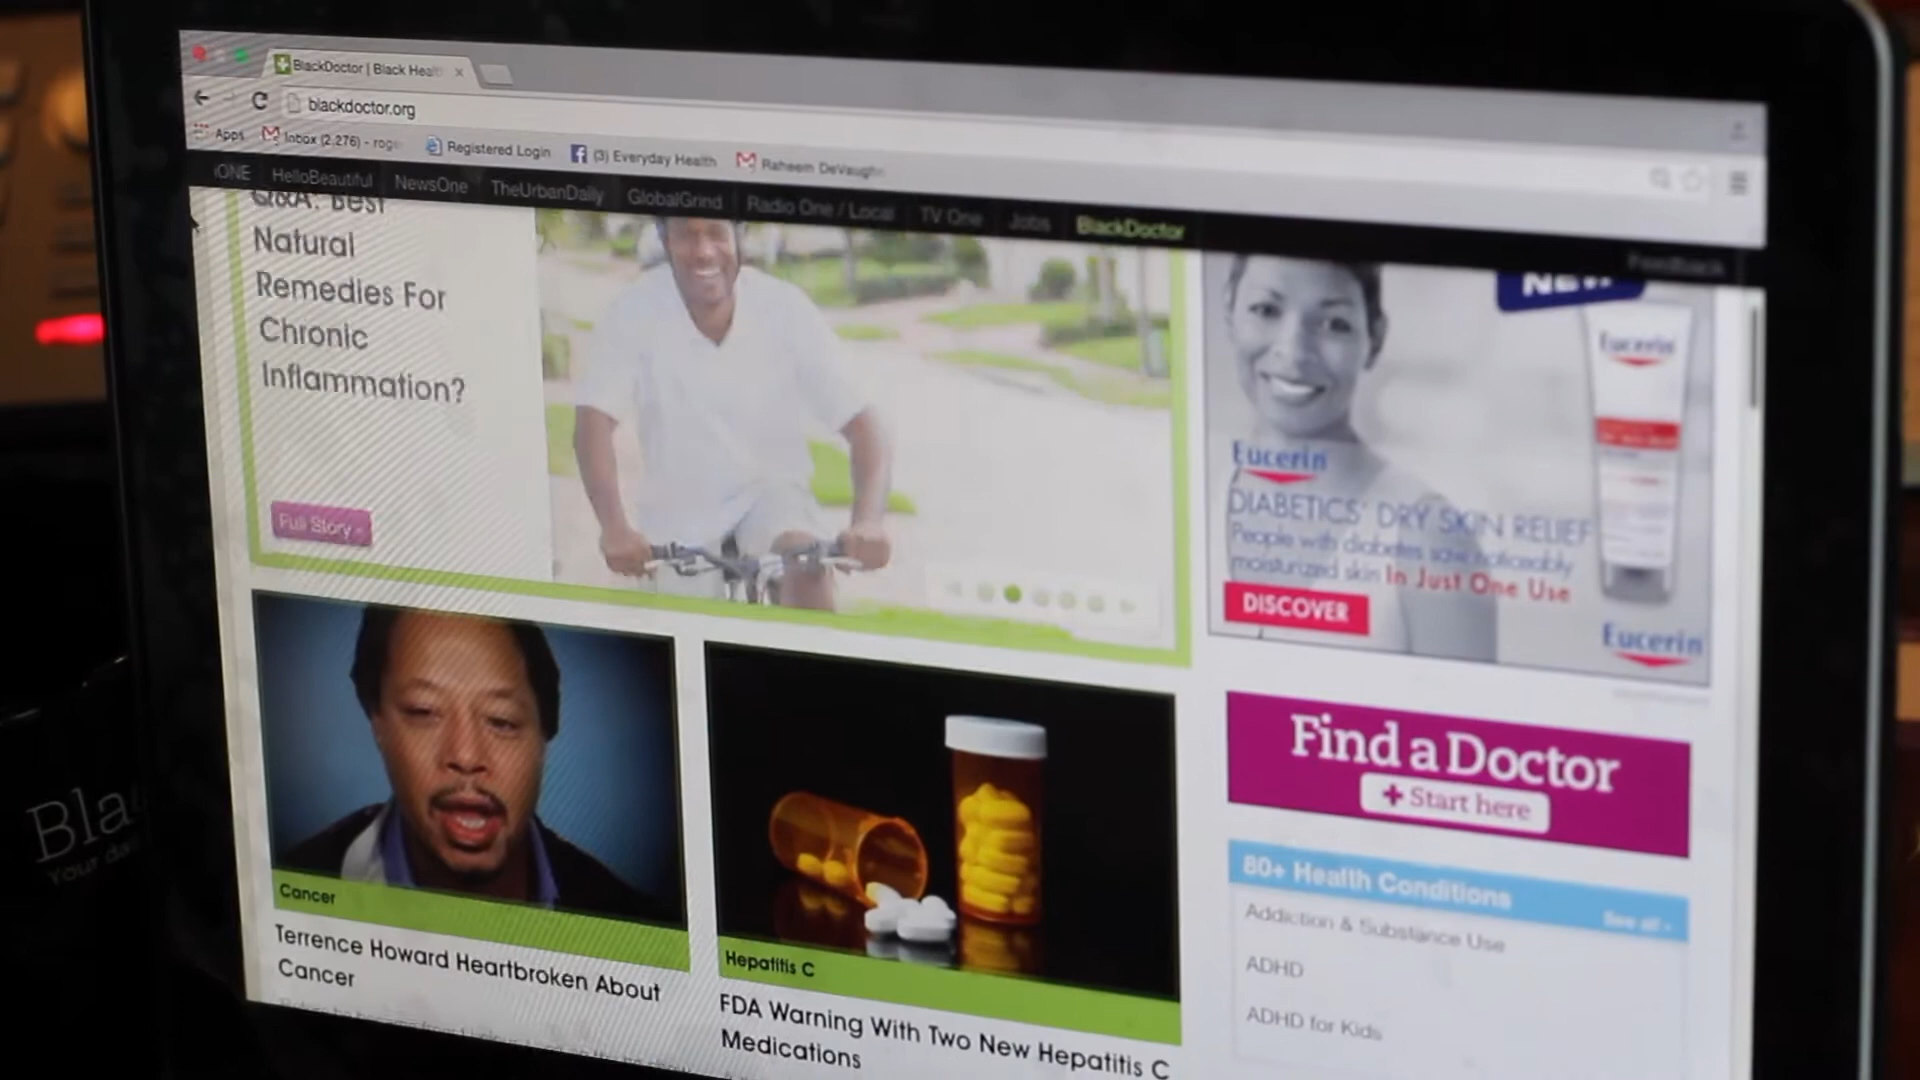 BlackDoctor | Black Heal
blackdoctor.org
Apps
Inbox (2,276) - roge
Registered Login
(3) Everyday Health
Raheem DeVaughn
iONE
HelloBeautiful
NewsOne
TheUrbanDaily
GlobalGrind
Radio One / Local
TV One
Jobs
BlackDoctor
Feedback
Q&A: Best
Natural
Remedies For
Chronic
Inflammation?
Full Story
NEW
Eucerin
Eucerin
DIABETICS' DRY SKIN RELIEF
People with diabetes saw noticeably
moisturized skin In Just One Use
DISCOVER
Eucerin
Find a Doctor
+ Start here
80+ Health Conditions
See all
Addiction & Substance Use
ADHD
ADHD for Kids
Cancer
Terrence Howard Heartbroken About
Cancer
Hepatitis C
FDA Warning With Two New Hepatitis C
Medications
Bla
Your da